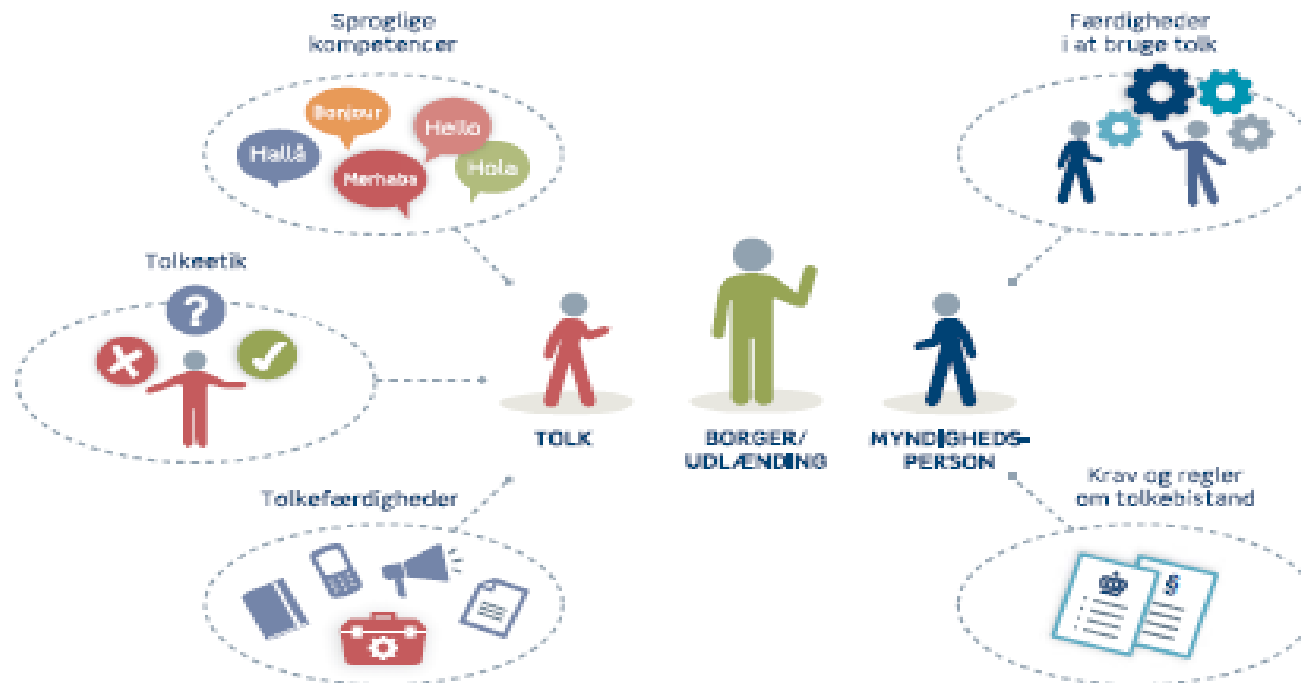 Sproglige
kompetencer
Bonjour
Hello
Hallå
Merhaba
Hola
Færdigheder
i at bruge tolk
Tolkeetik
?
TOLK
BORGER/
UDLÆNDING
MYNDIGHEDS-
PERSON
Tolkefærdigheder
Krav og regler
om tolkebistand
§